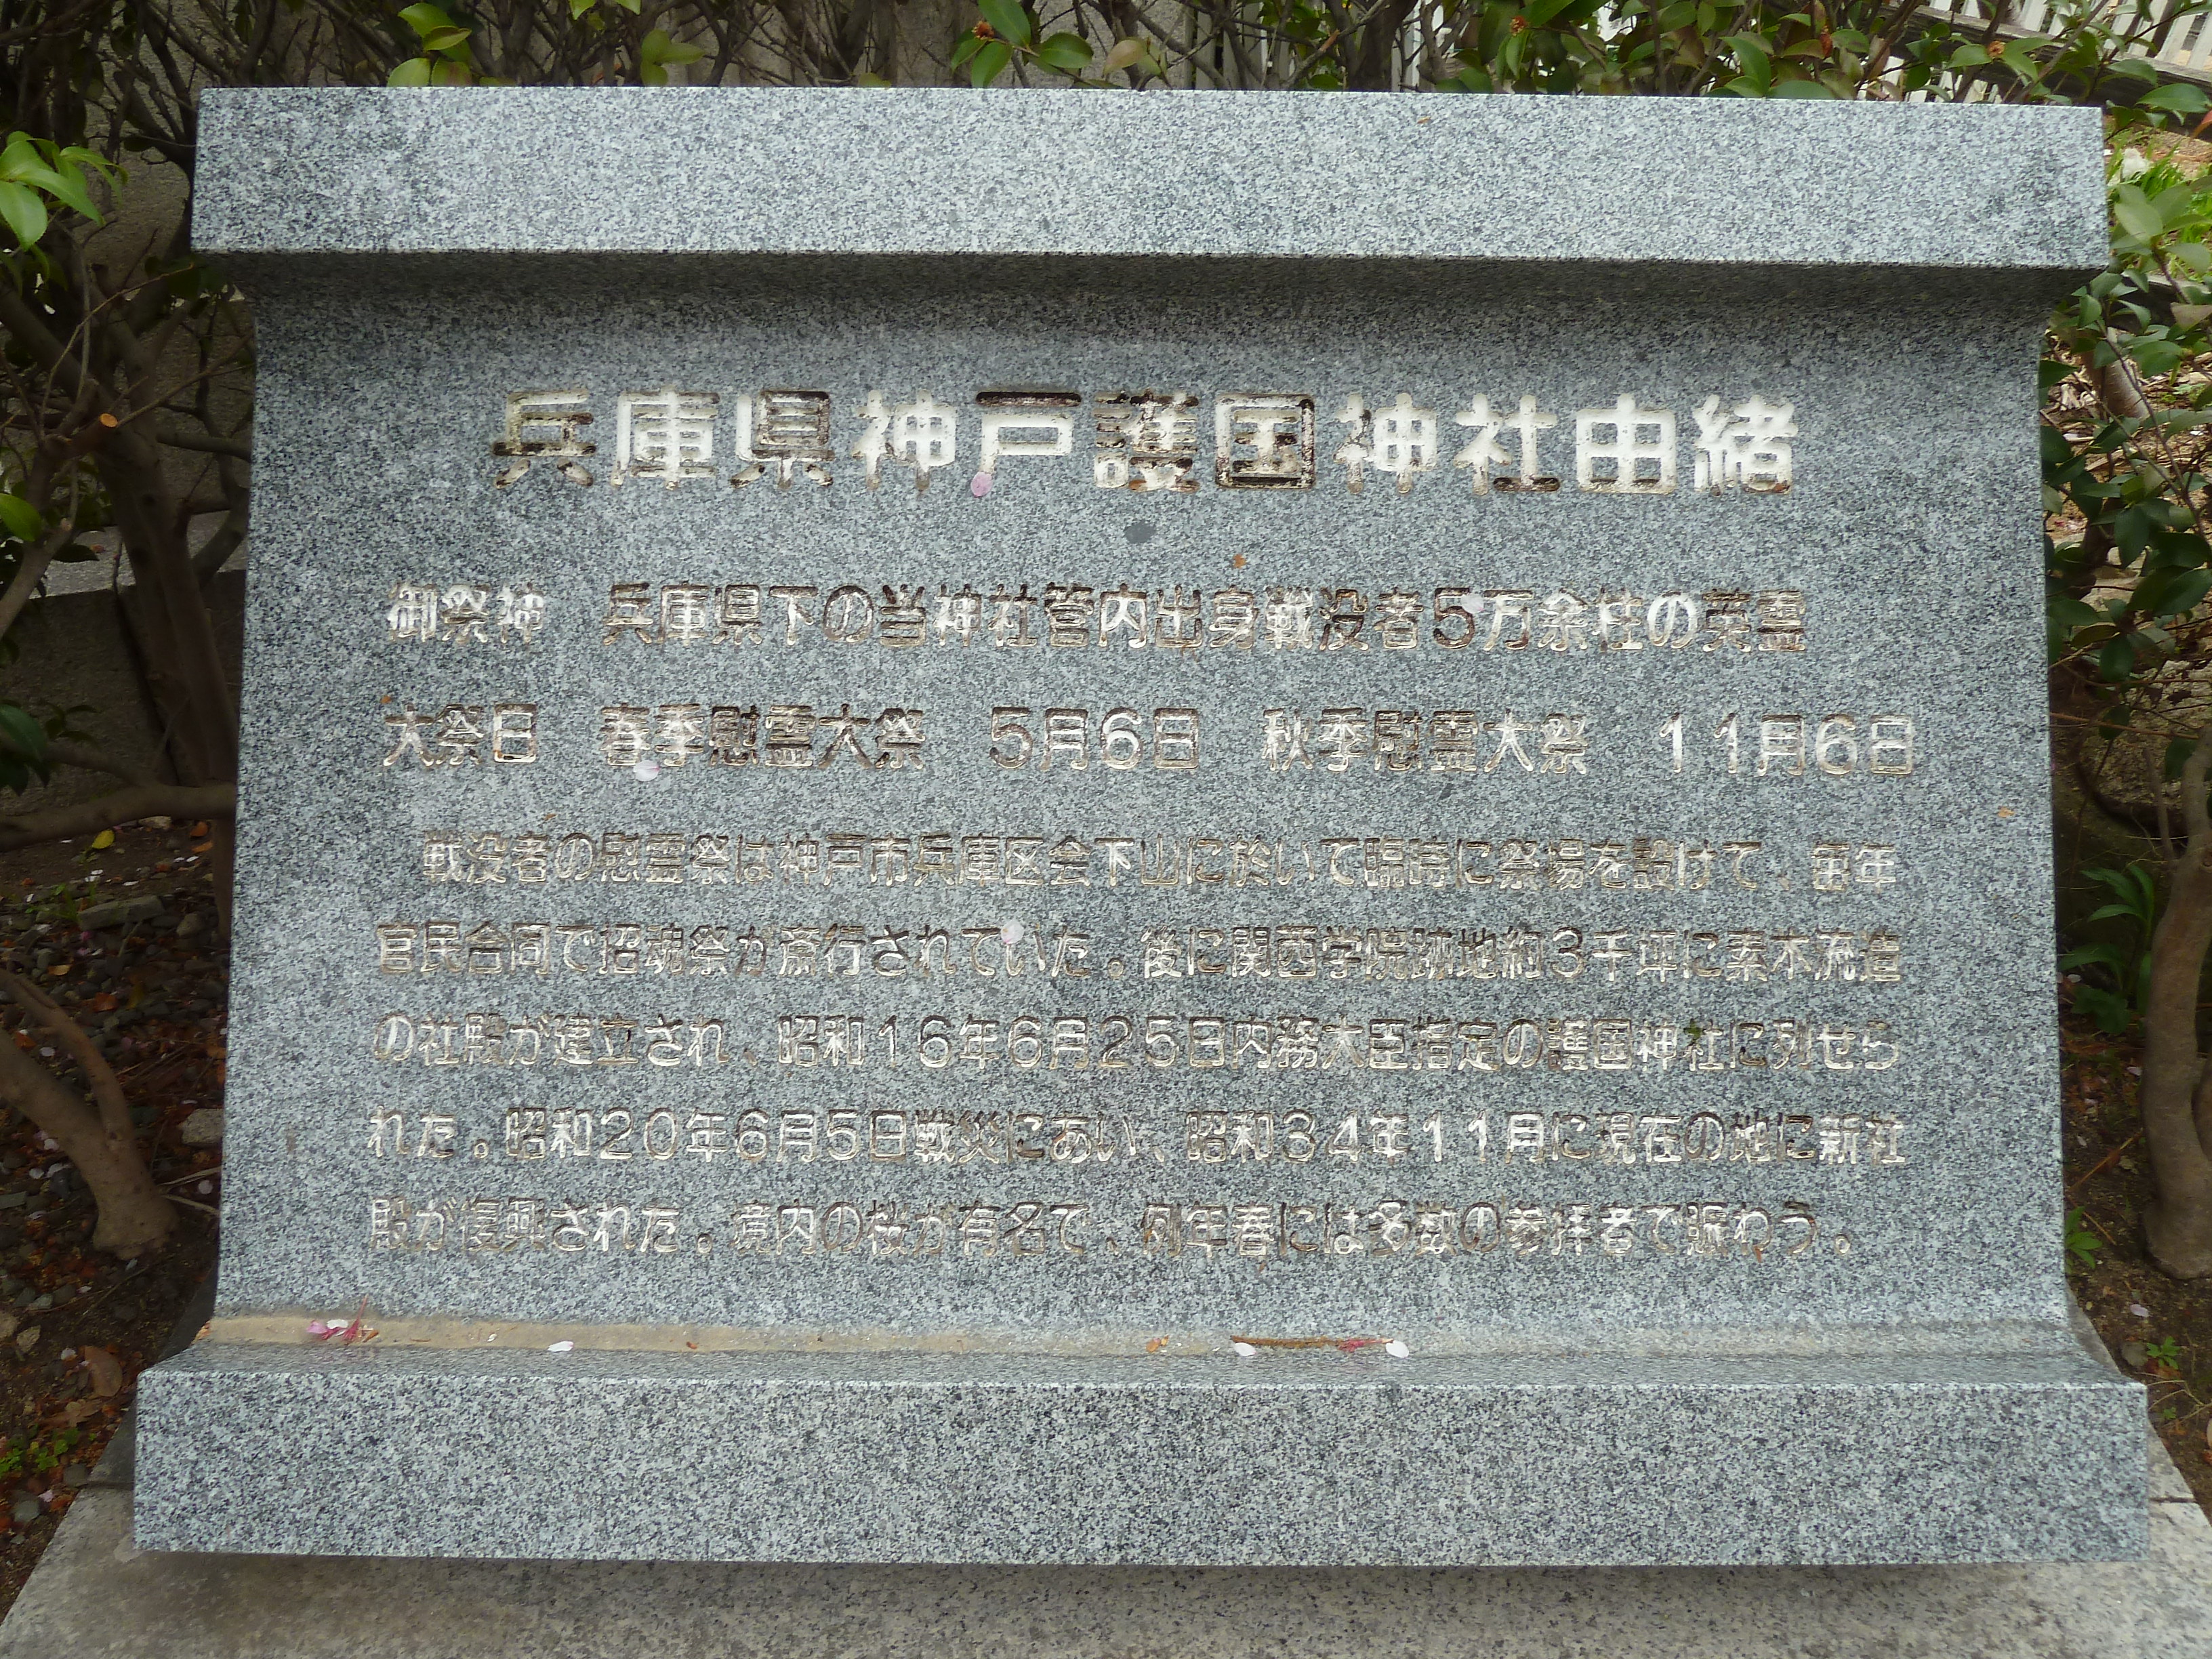 兵庫県神戸護国神社由緒
御祭神　兵庫県下の当神社管内出身戦没者5万余柱の英霊
大祭日　春季慰霊大祭　5月6日　秋季慰霊大祭　11月6日
戦没者の慰霊祭は神戸市兵庫区会下山に於いて臨時に祭場を設けて、毎年
官民合同で招魂祭が斎行されていた。後に関西学院跡地約3千坪に素木流造
の社殿が建立され、昭和16年6月25日内務大臣指定の護国神社に列せら
れた。昭和20年6月5日戦災にあい、昭和34年11月に現在の地に新社
殿が復興された。境内の桜が有名で、例年春には多数の参拝者で賑わう。